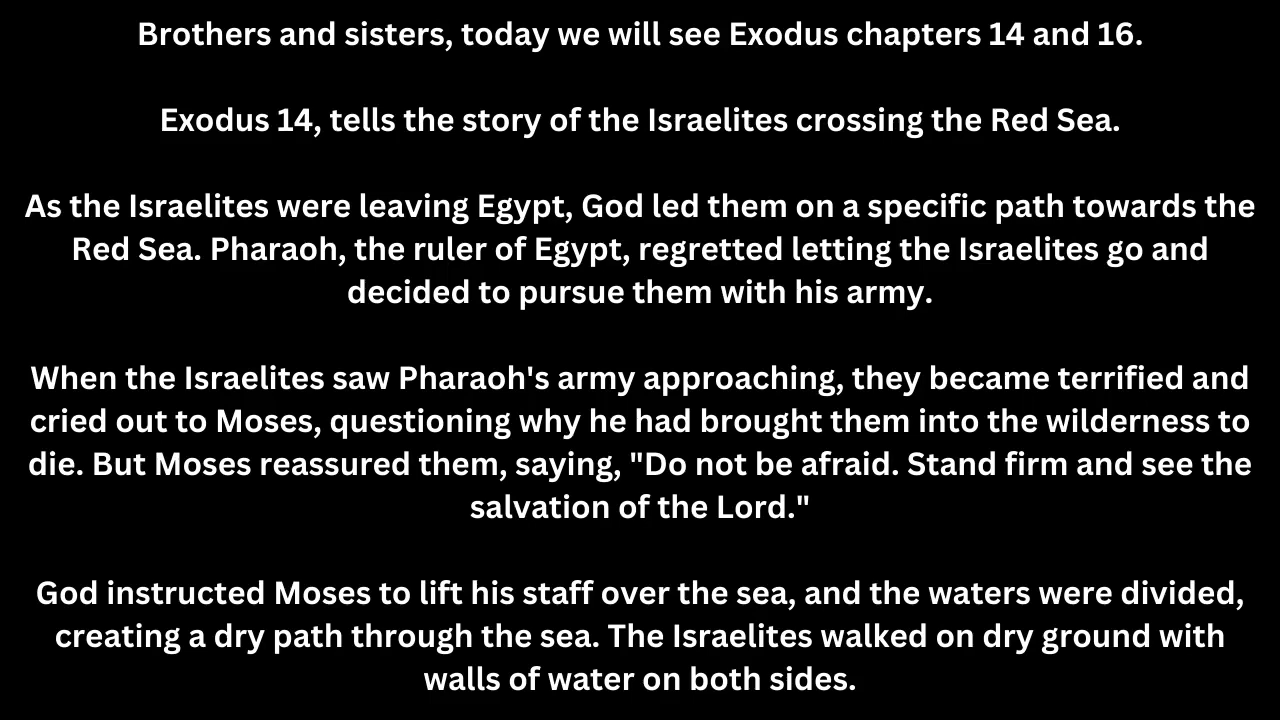 Brothers and sisters, today we will see Exodus chapters 14 and 16.
Exodus 14, tells the story of the Israelites crossing the Red Sea.
As the Israelites were leaving Egypt, God led them on a specific path towards the
Red Sea. Pharaoh, the ruler of Egypt, regretted letting the Israelites go and
decided to pursue them with his army.
When the Israelites saw Pharaoh's army approaching, they became terrified and
cried out to Moses, questioning why he had brought them into the wilderness to
die. But Moses reassured them, saying, "Do not be afraid. Stand firm and see the
salvation of the Lord."
God instructed Moses to lift his staff over the sea, and the waters were divided,
creating a dry path through the sea. The Israelites walked on dry ground with
walls of water on both sides.